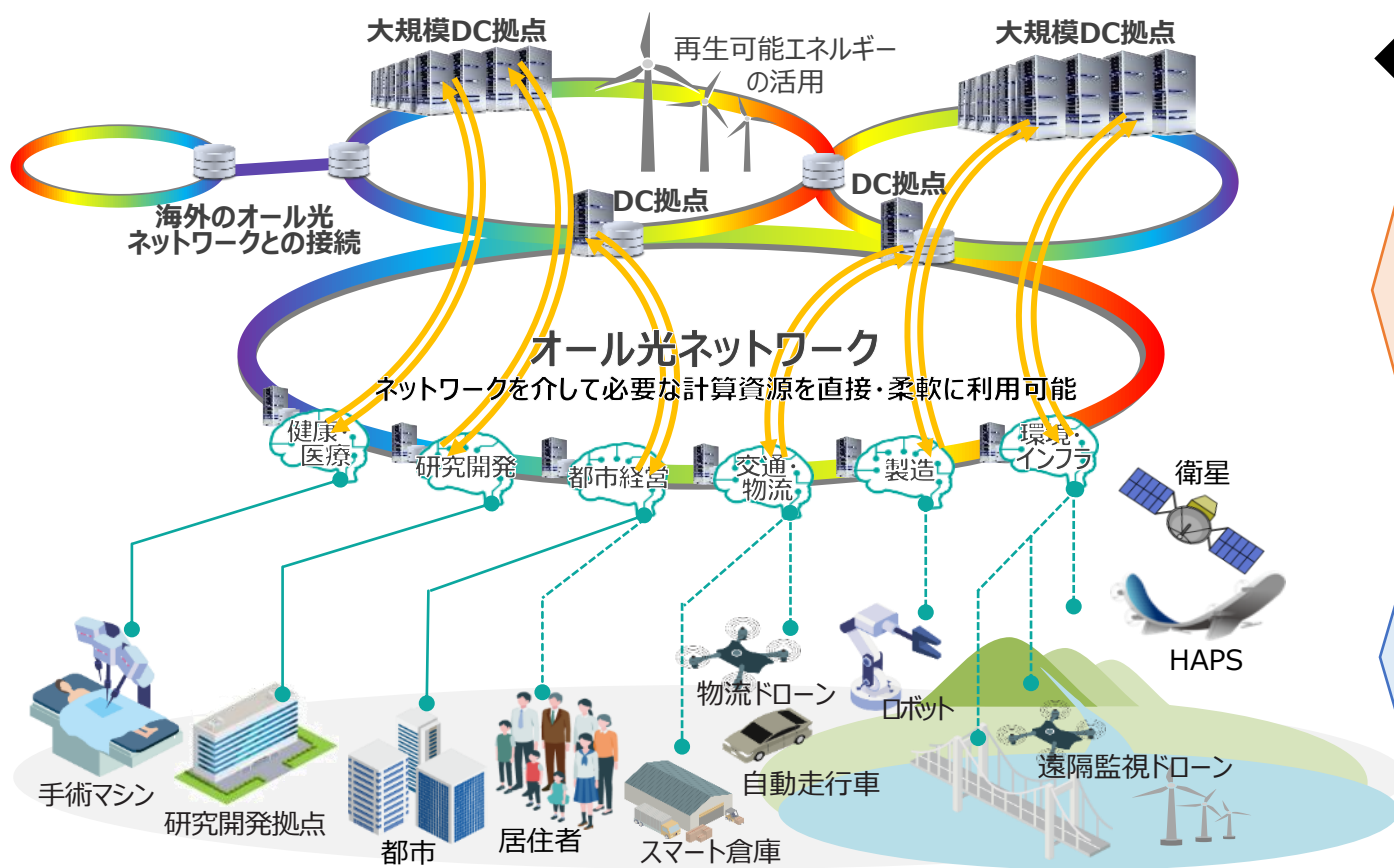 大規模DC拠点
再生可能エネルギー
の活用
大規模DC拠点
海外のオール光
ネットワークとの接続
DC拠点
DC拠点
オール光ネットワーク
ネットワークを介して必要な計算資源を直接・柔軟に利用可能
健康・
医療
研究開発
都市経営
交通・
物流
製造
環境・
インフラ
衛星
HAPS
物流ドローン
ロボット
手術マシン
研究開発拠点
都市
居住者
スマート倉庫
自動走行車
遠隔監視ドローン